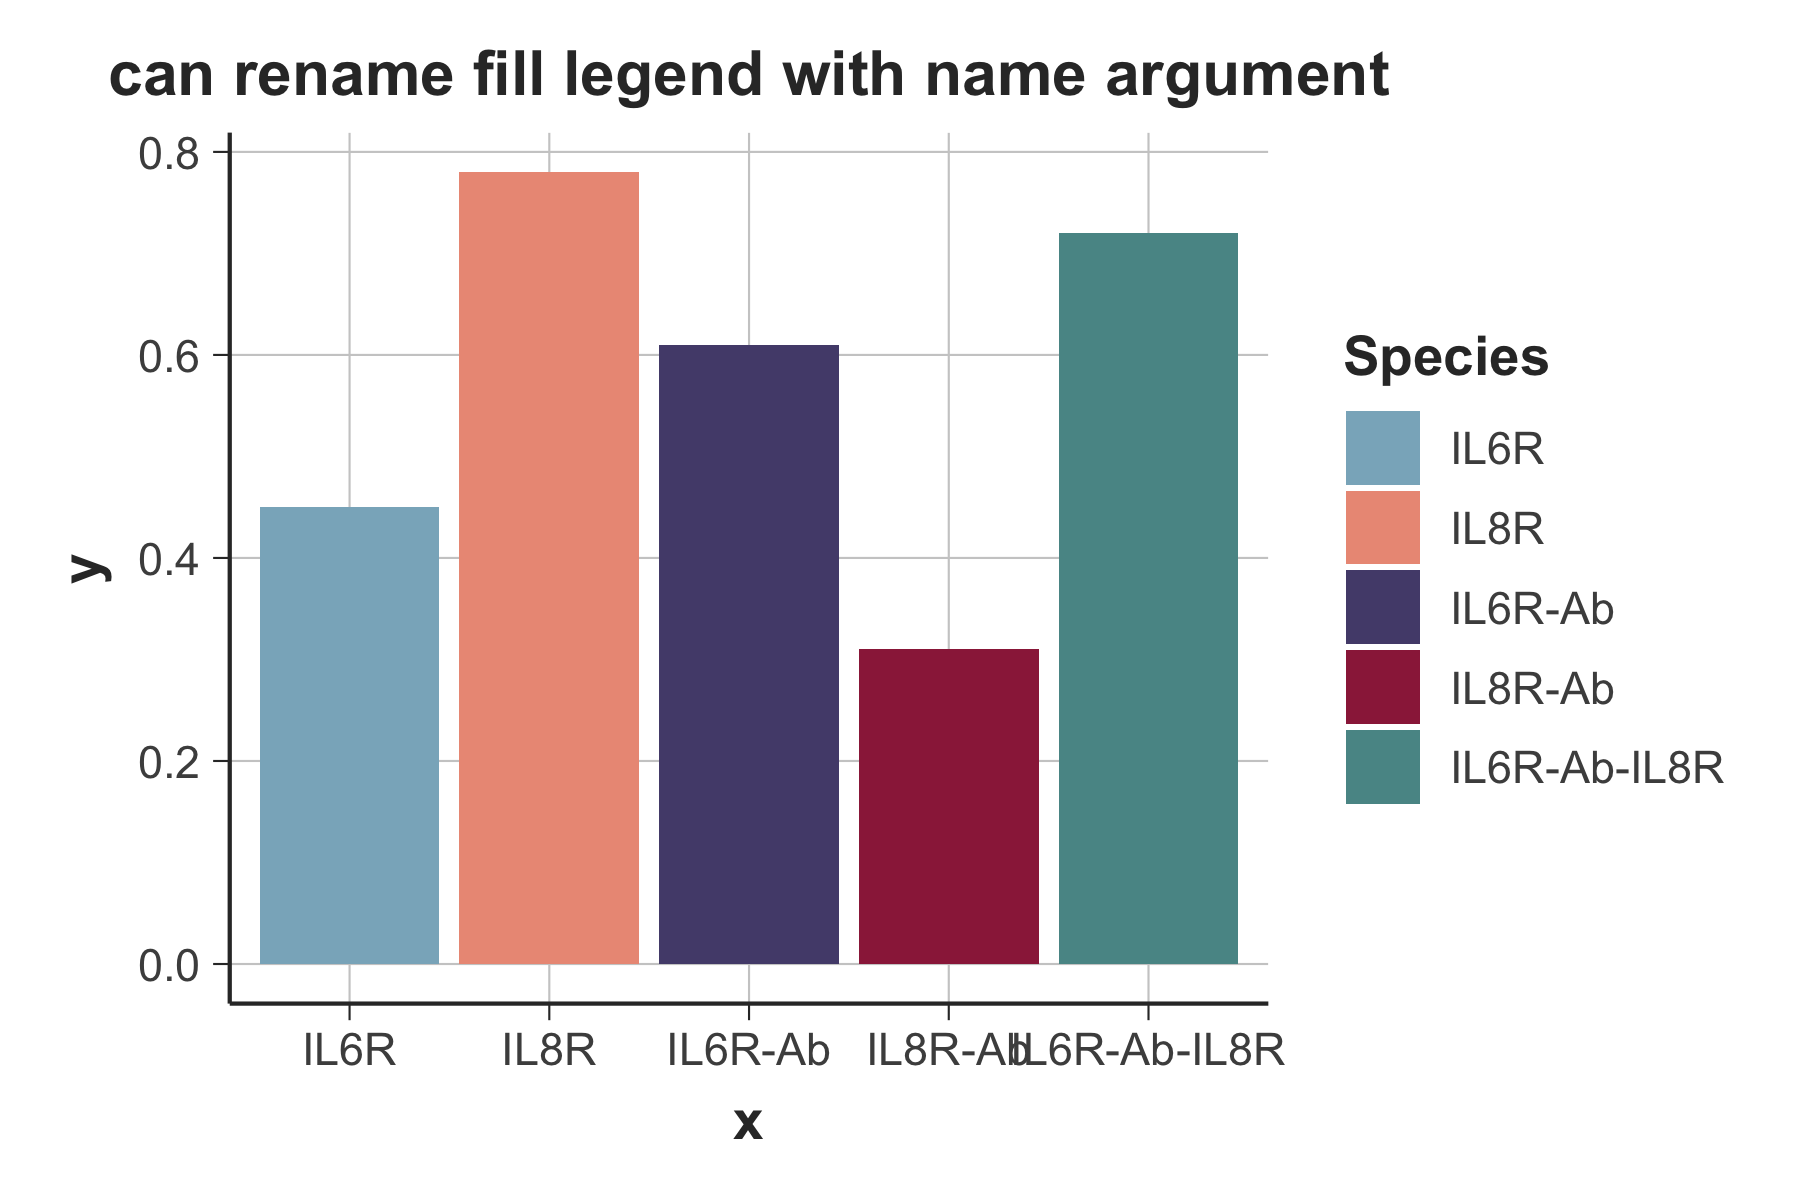 can rename fill legend with name argument
0.8
0.6
0.4
0.2
0.0
y
IL6R
IL8R
IL6R-Ab
IL8R-Ab
IL6R-Ab-IL8R
x
Species
IL6R
IL8R
IL6R-Ab
IL8R-Ab
IL6R-Ab-IL8R